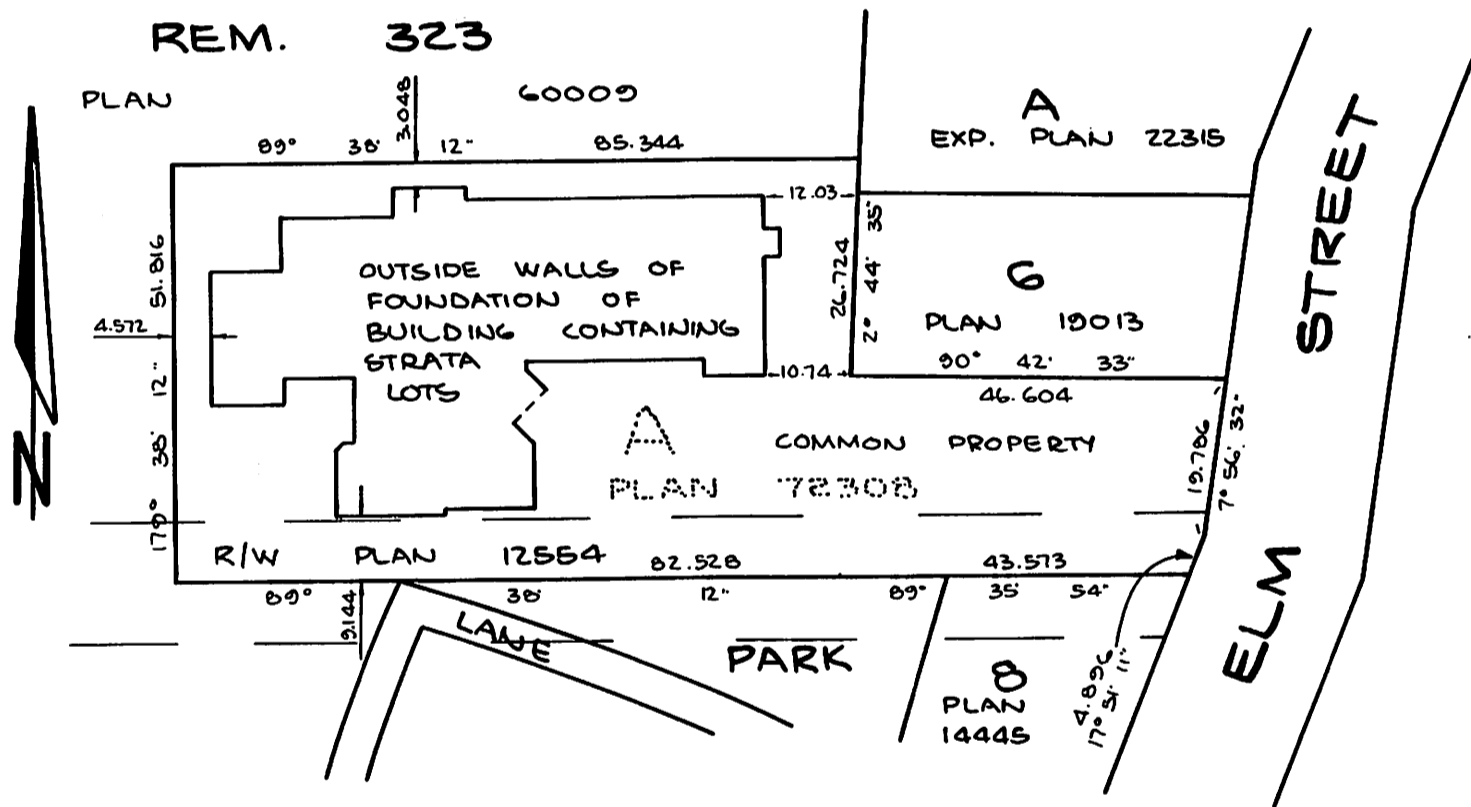 REM. 323
PLAN 60009
3.048
89° 38' 12" 85.344
A
EXP. PLAN 22315
12.03
OUTSIDE WALLS OF
FOUNDATION OF
BUILDING CONTAINING
STRATA
LOTS
179° 38' 12" 51.816
4.572
26.724
2° 44' 35"
6
PLAN 19013
90° 42' 33"
10.74
46.604
N
A
PLAN 72308
COMMON PROPERTY
19.786
7° 56' 32"
ELM STREET
R/W PLAN 12554
82.528
43.573
89° 38' 12"
89° 35' 54"
9.144
LANE
PARK
8
PLAN
14445
4.896
17° 51' 11"